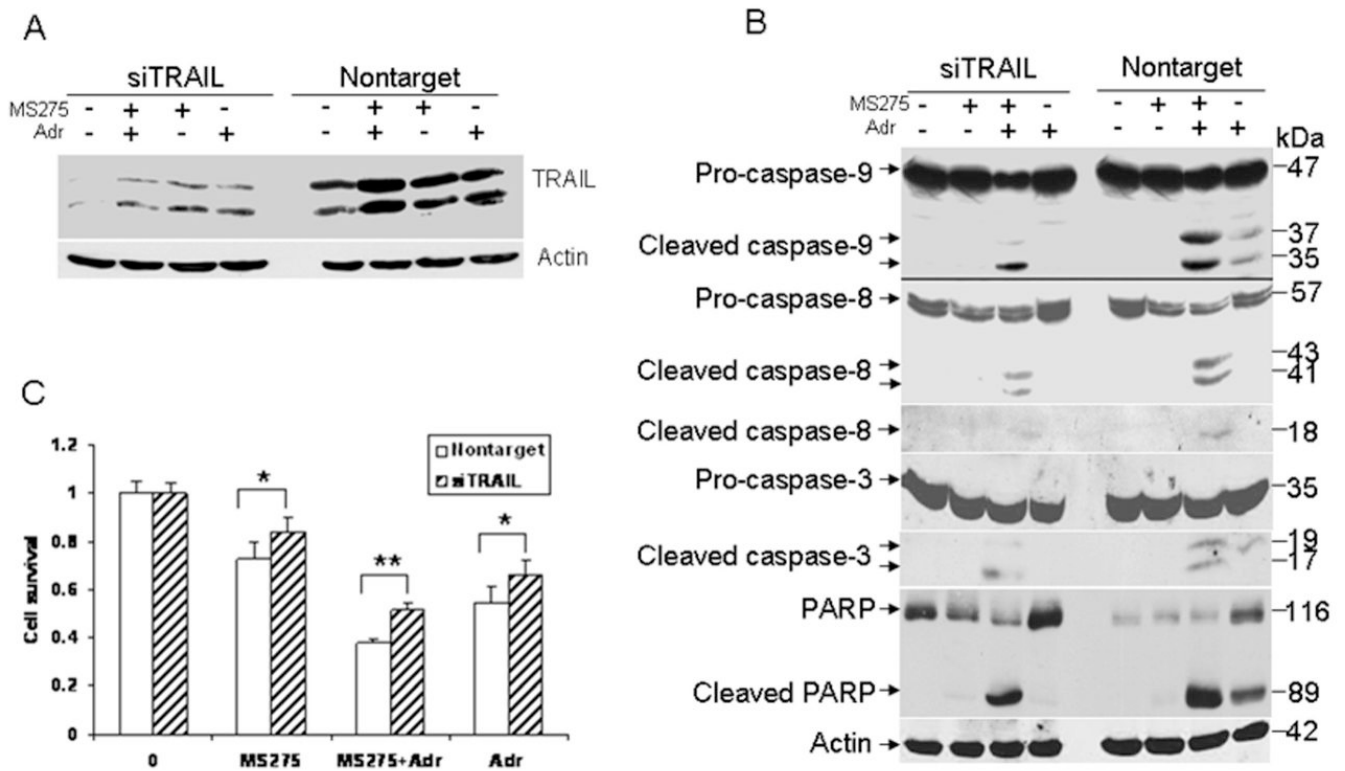 A
siTRAIL Nontarget
MS275 - + + - - + + -
Adr - + - + - + - +
TRAIL
Actin
B
siTRAIL Nontarget
MS275 - + + - - + + -
Adr - - + + - - + + kDa
Pro-caspase-9 47
Cleaved caspase-9 37
35
Pro-caspase-8 57
Cleaved caspase-8 43
41
Cleaved caspase-8 18
Pro-caspase-3 35
Cleaved caspase-3 19
17
PARP 116
Cleaved PARP 89
Actin 42
C
Cell survival
1.2
1
0.8
0.6
0.4
0.2
0
Nontarget
siTRAIL
*
**
*
0 MS275 MS275+Adr Adr